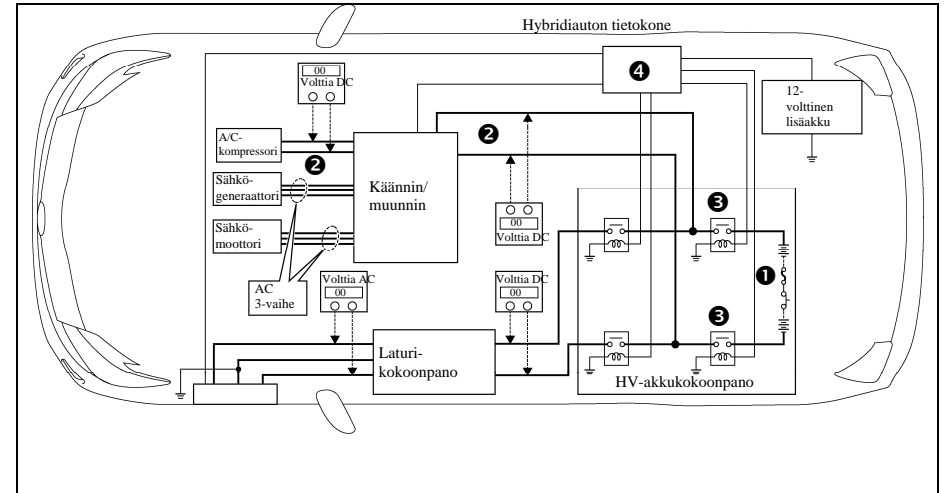 Hybridiauton tietokone
00
Volttia DC
❹
12-
volttinen
lisäakku
A/C-
kompressori
❷
❷
Sähkö-
generaattori
Käännin/
muunnin
❸
00
Volttia DC
Sähkö-
moottori
AC
3-vaihe
Volttia AC
00
Volttia DC
00
❶
❸
Laturi-
kokoonpano
HV-akkukokoonpano